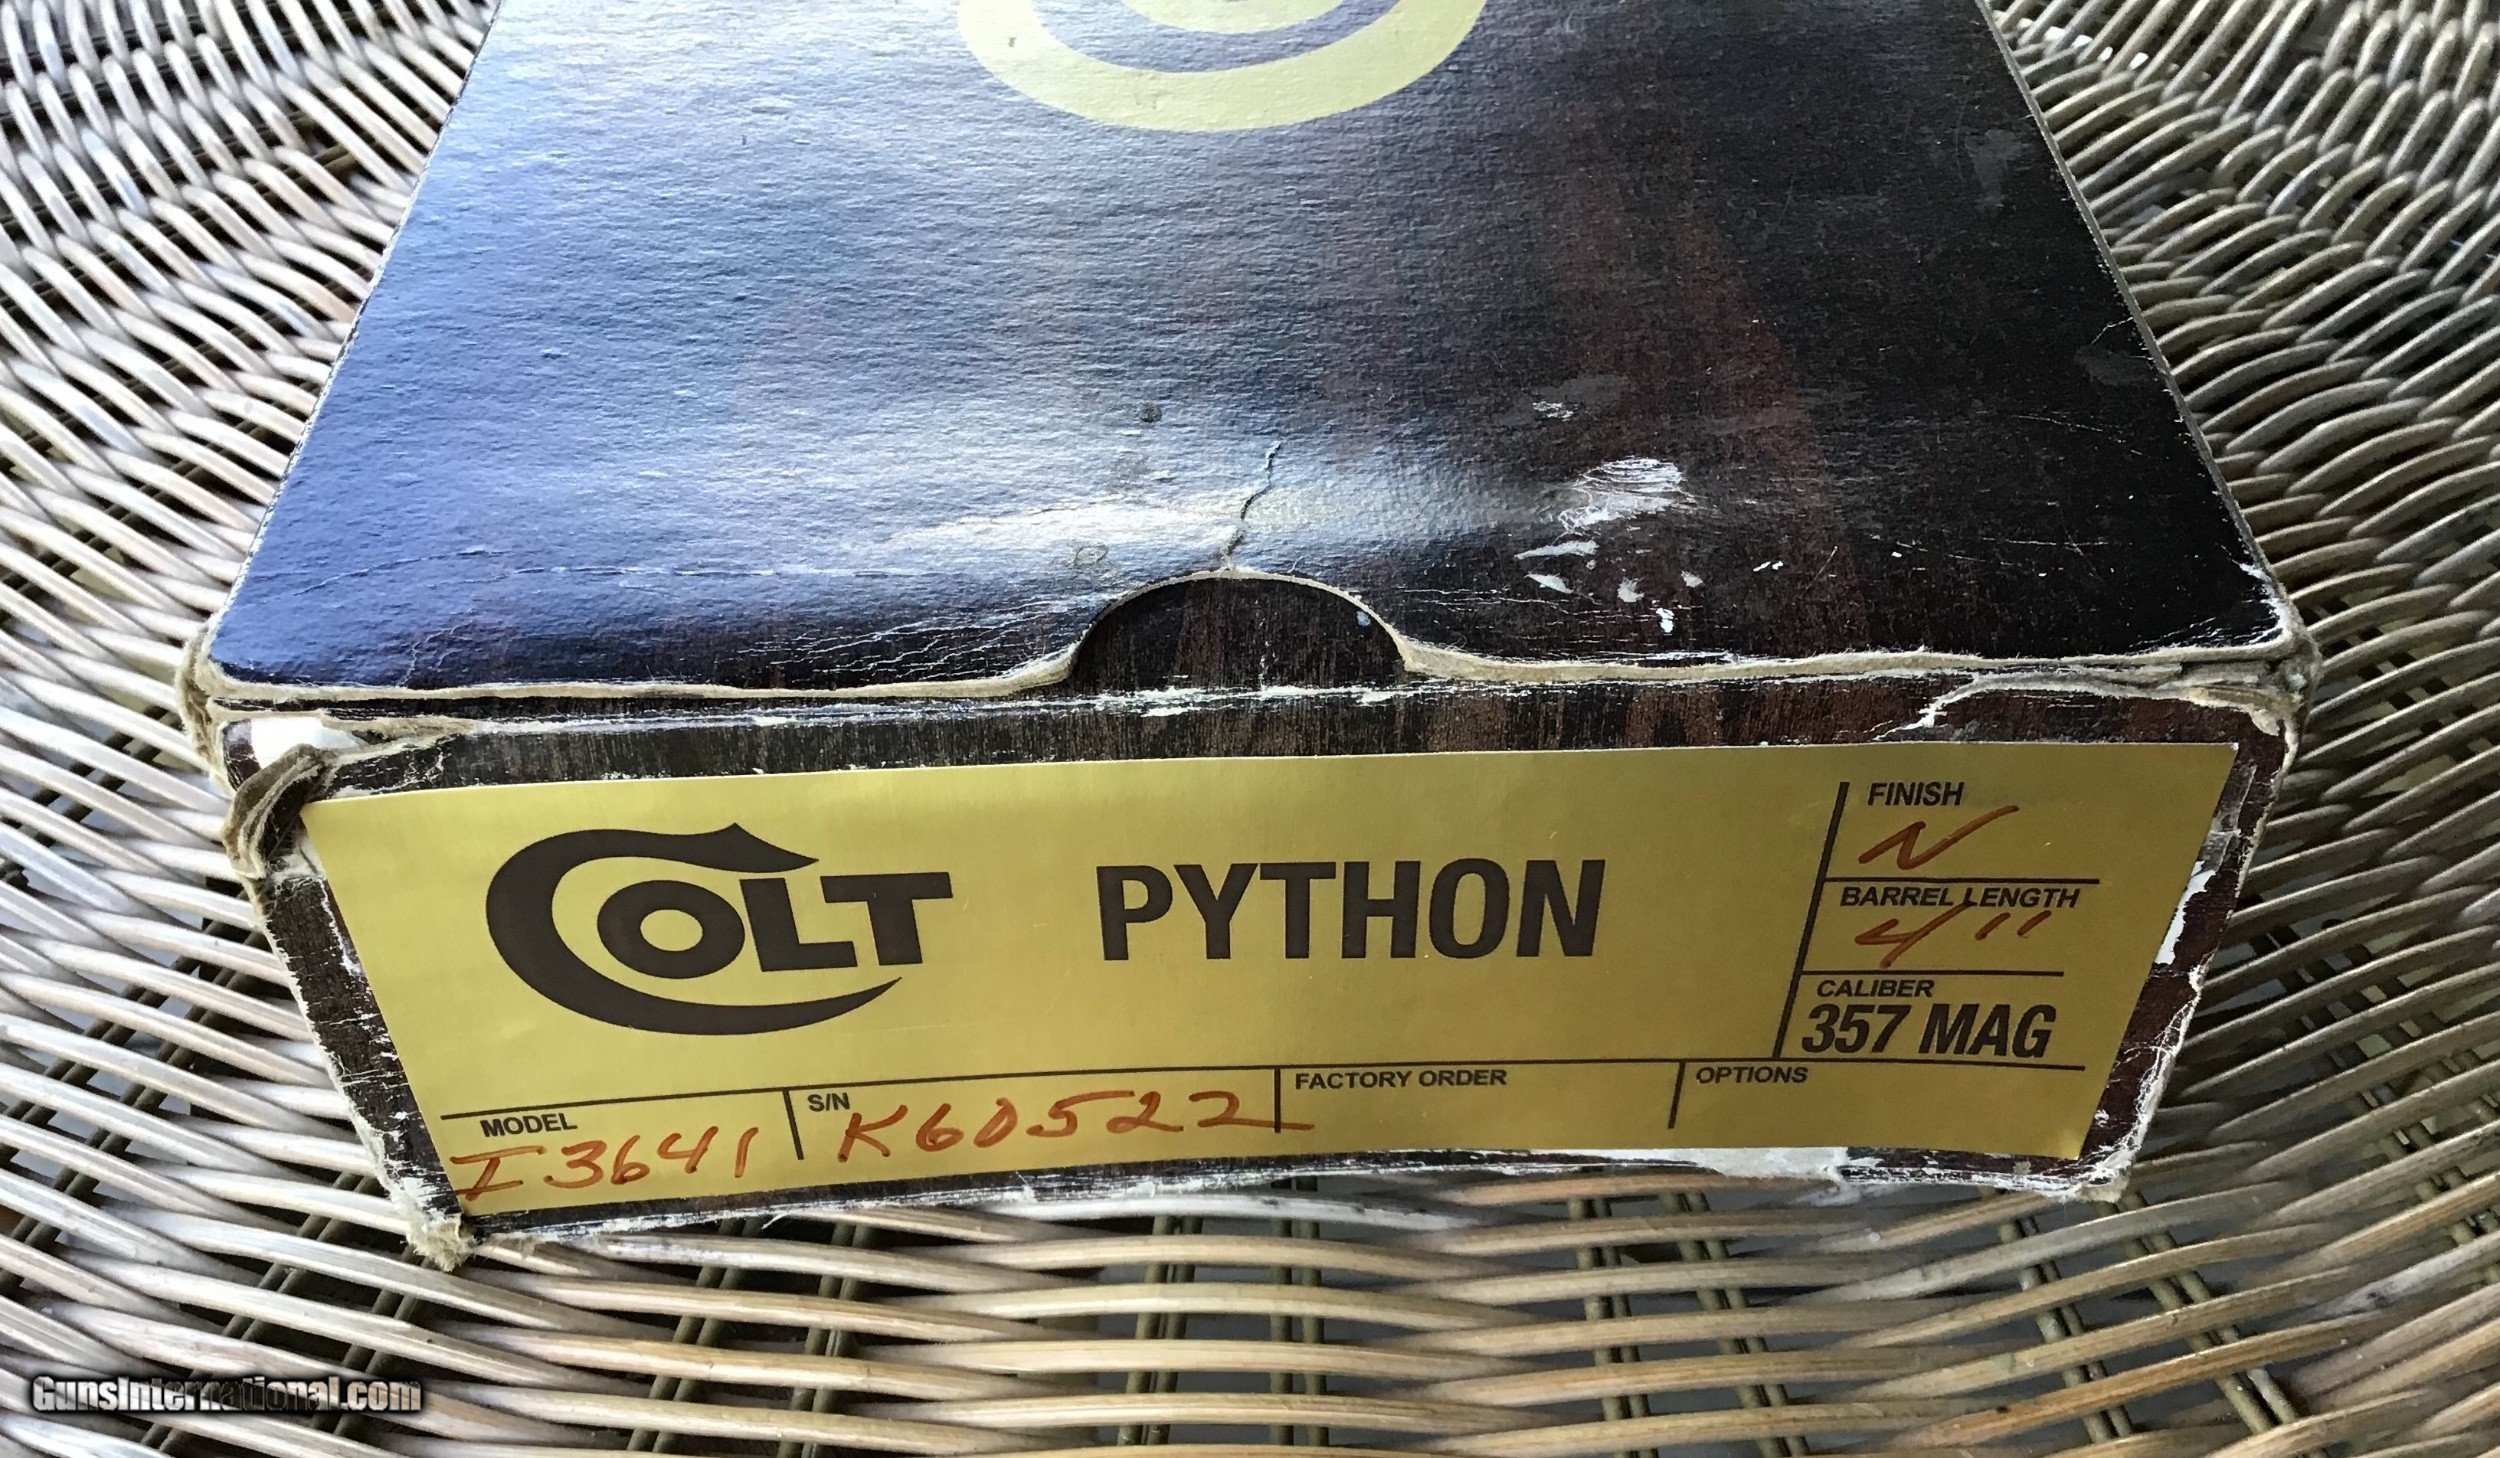 COLT PYTHON
FINISH
N
BARREL LENGTH
4"
CALIBER
357 MAG
MODEL
I3641
S/N
K60522
FACTORY ORDER
OPTIONS
GunsInternational.com